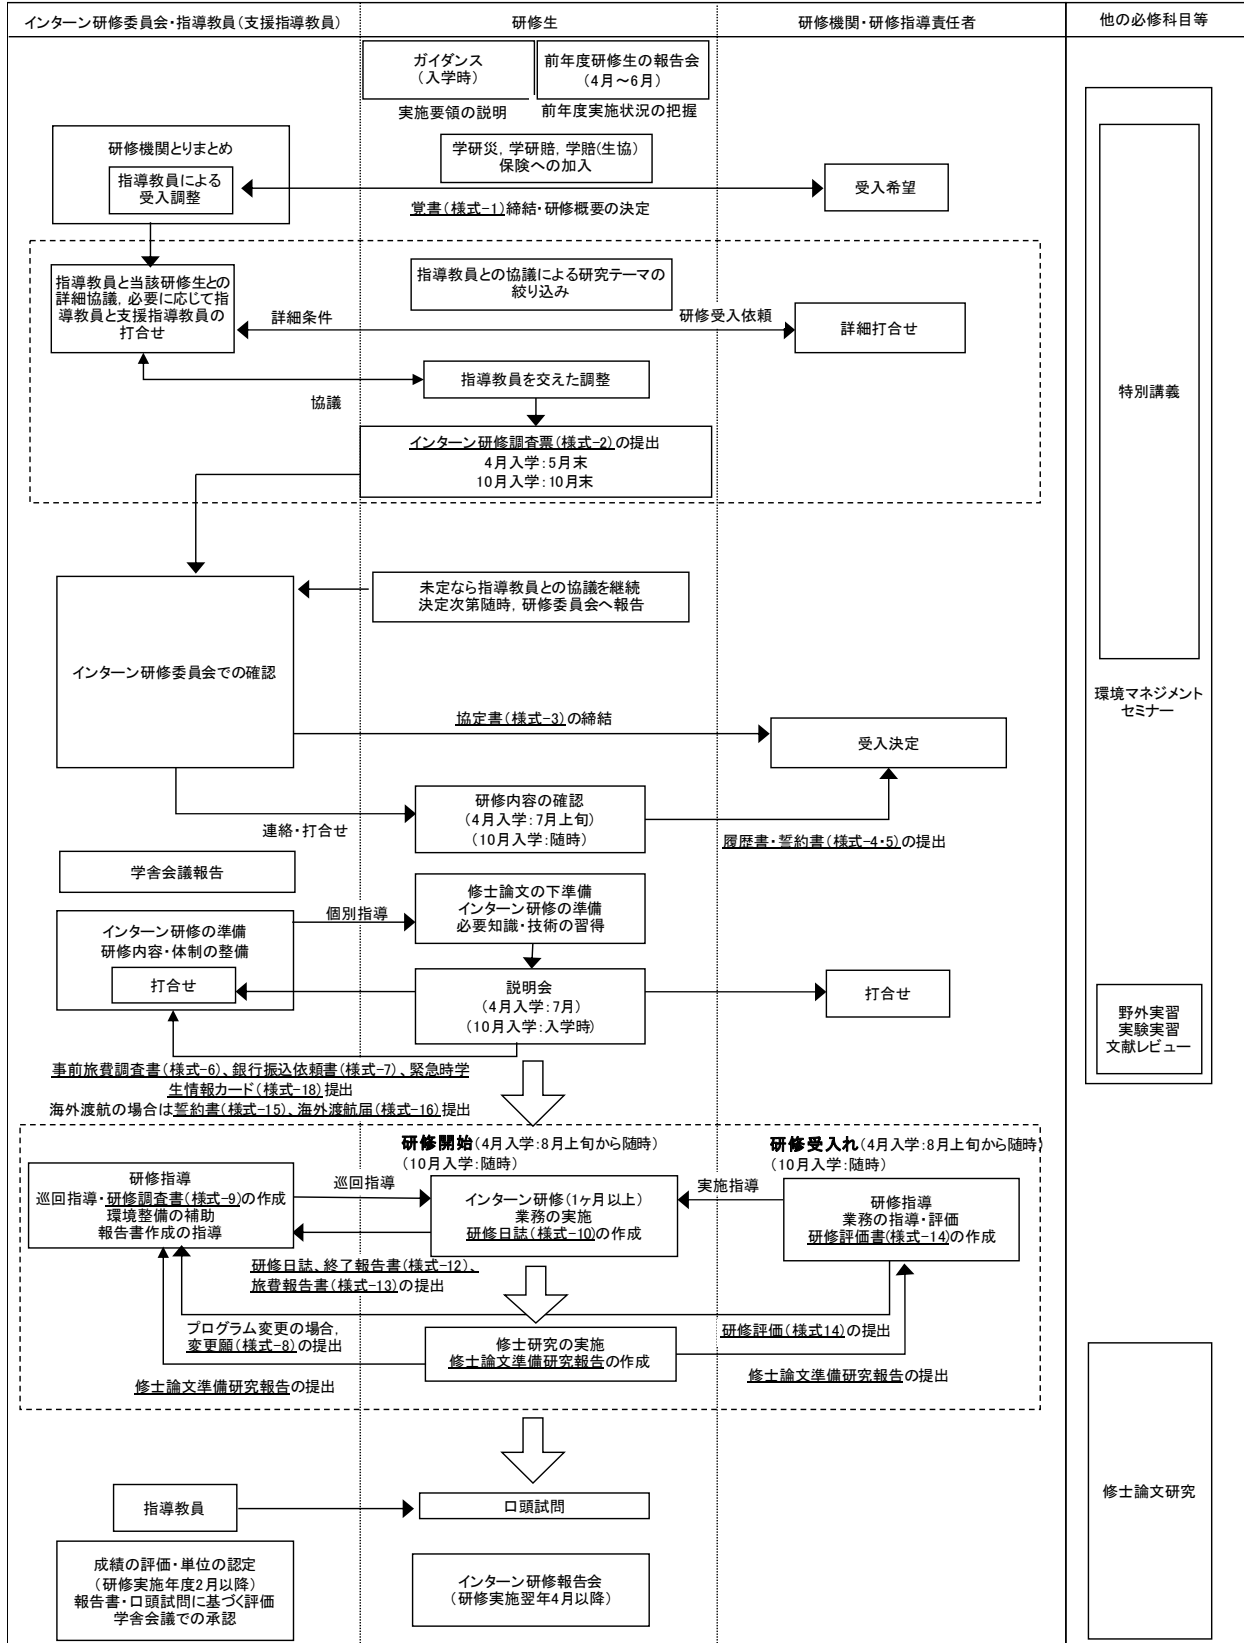 インターン研修委員会・指導教員(支援指導教員)
研修生
研修機関・研修指導責任者
他の必修科目等
ガイダンス
(入学時)
前年度研修生の報告会
(4月～6月)
実施要領の説明
前年度実施状況の把握
研修機関とりまとめ
指導教員による
受入調整
学研災，学研賠，学賠(生協)
保険への加入
受入希望
覚書(様式-1)締結・研修概要の決定
指導教員と当該研修生との
詳細協議，必要に応じて指
導教員と支援指導教員の
打合せ
指導教員との協議による研究テーマの
絞り込み
詳細条件
研修受入依頼
詳細打合せ
協議
指導教員を交えた調整
インターン研修調査票(様式-2)の提出
4月入学：5月末
10月入学：10月末
特別講義
インターン研修委員会での確認
未定なら指導教員との協議を継続
決定次第随時，研修委員会へ報告
環境マネジメント
セミナー
協定書(様式-3)の締結
受入決定
連絡・打合せ
研修内容の確認
(4月入学：7月上旬)
(10月入学：随時)
履歴書・誓約書(様式-4・5)の提出
学舎会議報告
個別指導
修士論文の下準備
インターン研修の準備
必要知識・技術の習得
インターン研修の準備
研修内容・体制の整備
打合せ
説明会
(4月入学：7月)
(10月入学：入学時)
打合せ
野外実習
実験実習
文献レビュー
事前旅費調査書(様式-6)、銀行振込依頼書(様式-7)、緊急時学
生情報カード(様式-18)提出
海外渡航の場合は誓約書(様式-15)、海外渡航届(様式-16)提出
研修開始(4月入学：8月上旬から随時)
(10月入学：随時)
研修受入れ(4月入学：8月上旬から随時)
(10月入学：随時)
研修指導
巡回指導・研修調査書(様式-9)の作成
環境整備の補助
報告書作成の指導
巡回指導
インターン研修(1ヶ月以上)
業務の実施
研修日誌(様式-10)の作成
実施指導
研修指導
業務の指導・評価
研修評価書(様式-14)の作成
研修日誌、終了報告書(様式-12)、
旅費報告書(様式-13)の提出
プログラム変更の場合，
変更願(様式-8)の提出
修士研究の実施
修士論文準備研究報告の作成
研修評価(様式14)の提出
修士論文準備研究報告の提出
修士論文準備研究報告の提出
指導教員
口頭試問
修士論文研究
成績の評価・単位の認定
(研修実施年度2月以降)
報告書・口頭試問に基づく評価
学舎会議での承認
インターン研修報告会
(研修実施翌年4月以降)